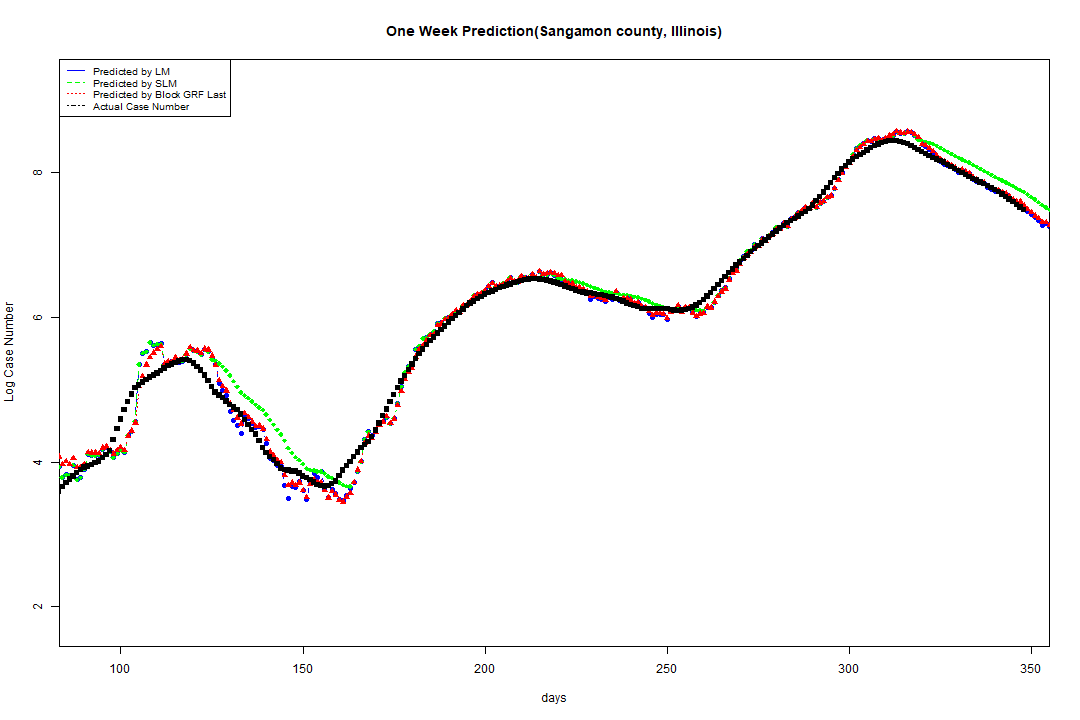 One Week Prediction(Sangamon county, Illinois)
Predicted by LM
Predicted by SLM
Predicted by Block GRF Last
Actual Case Number
Log Case Number
8
6
4
2
100
150
200
250
300
350
days